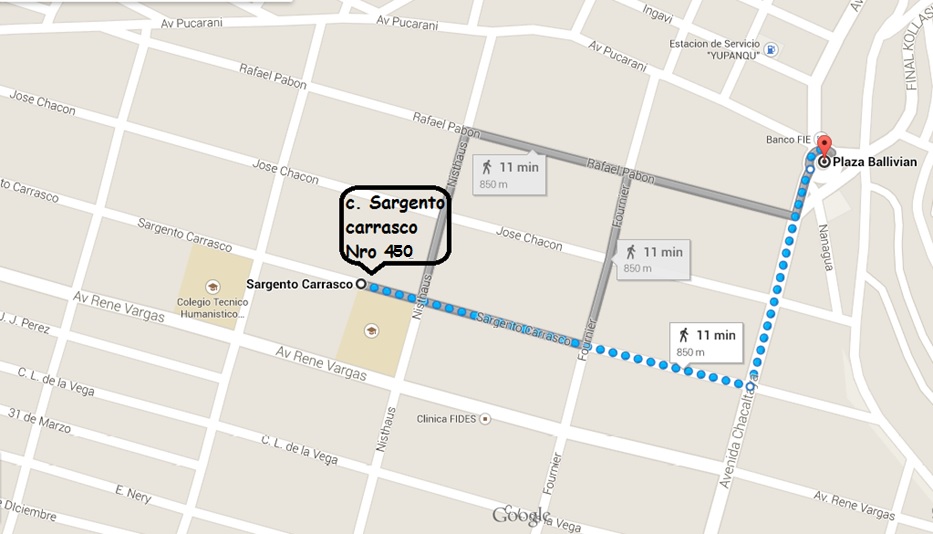 Av Pucarani
Av Pucarani
Ingavi
Av
Av Pucarani
Estacion de Servicio
"YUPANQU"
FINAL KOLLAS
Rafael Pabon
Jose Chacon
Rafael Pabon
Banco FIE
Plaza Ballivian
Nisthaus
11 min
850 m
Rafael Pabon
Fournier
Jose Chacon
Carrasco
c. Sargento
carrasco
Nro 450
Sargento Carrasco
Jose Chacon
Nanagua
11 min
850 m
Sargento Carrasco
Nisthaus
Colegio Tecnico
Humanistico...
Av Rene Vargas
J. J. Perez
Sargento Carrasco
Fournier
11 min
850 m
Av Rene Vargas
C. L. de la Vega
Avenida Chacaltaya
31 de Marzo
Clinica FIDES
Nisthaus
C. L. de la Vega
Fournier
E. Nery
Av. Rene Vargas
DIciembre
Google
a Vega